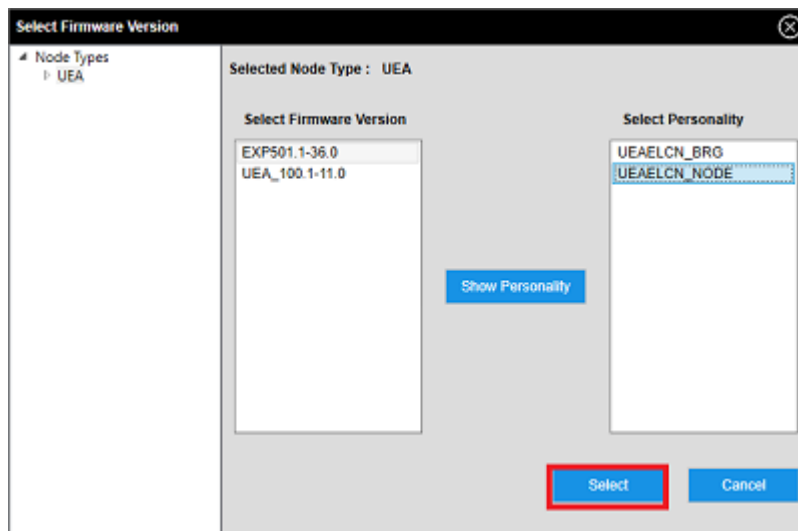 Select Firmware Version
Node Types
UEA
Selected Node Type : UEA
Select Firmware Version
Select Personality
EXP501.1-36.0
UEA_100.1-11.0
UEAELCN_BRG
UEAELCN_NODE
Show Personality
Select
Cancel